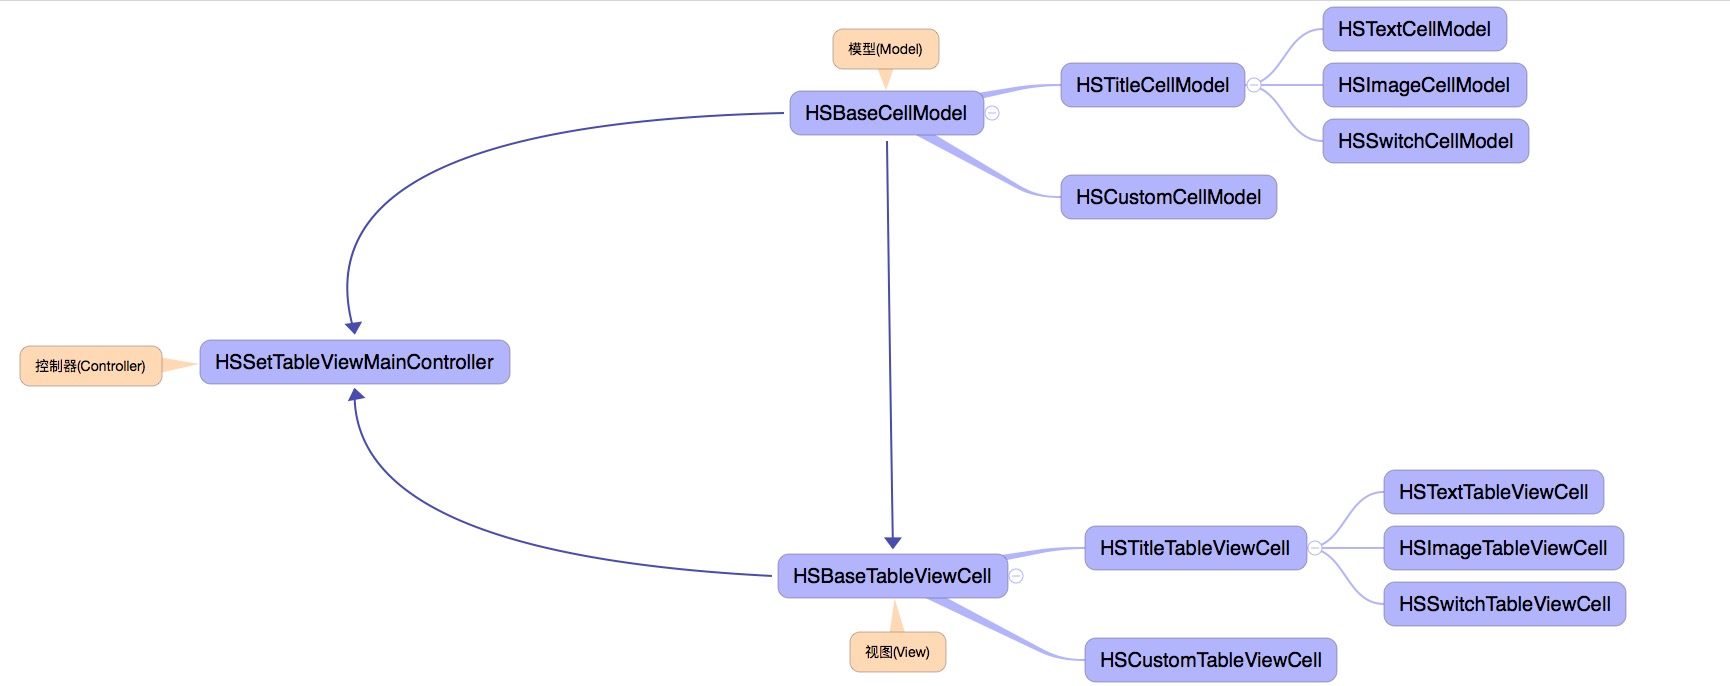 模型(Model)
HSBaseCellModel
HSTitleCellModel
HSTextCellModel
HSImageCellModel
HSSwitchCellModel
HSCustomCellModel
控制器(Controller)
HSSetTableViewMainController
HSBaseTableViewCell
视图(View)
HSTitleTableViewCell
HSTextTableViewCell
HSImageTableViewCell
HSSwitchTableViewCell
HSCustomTableViewCell